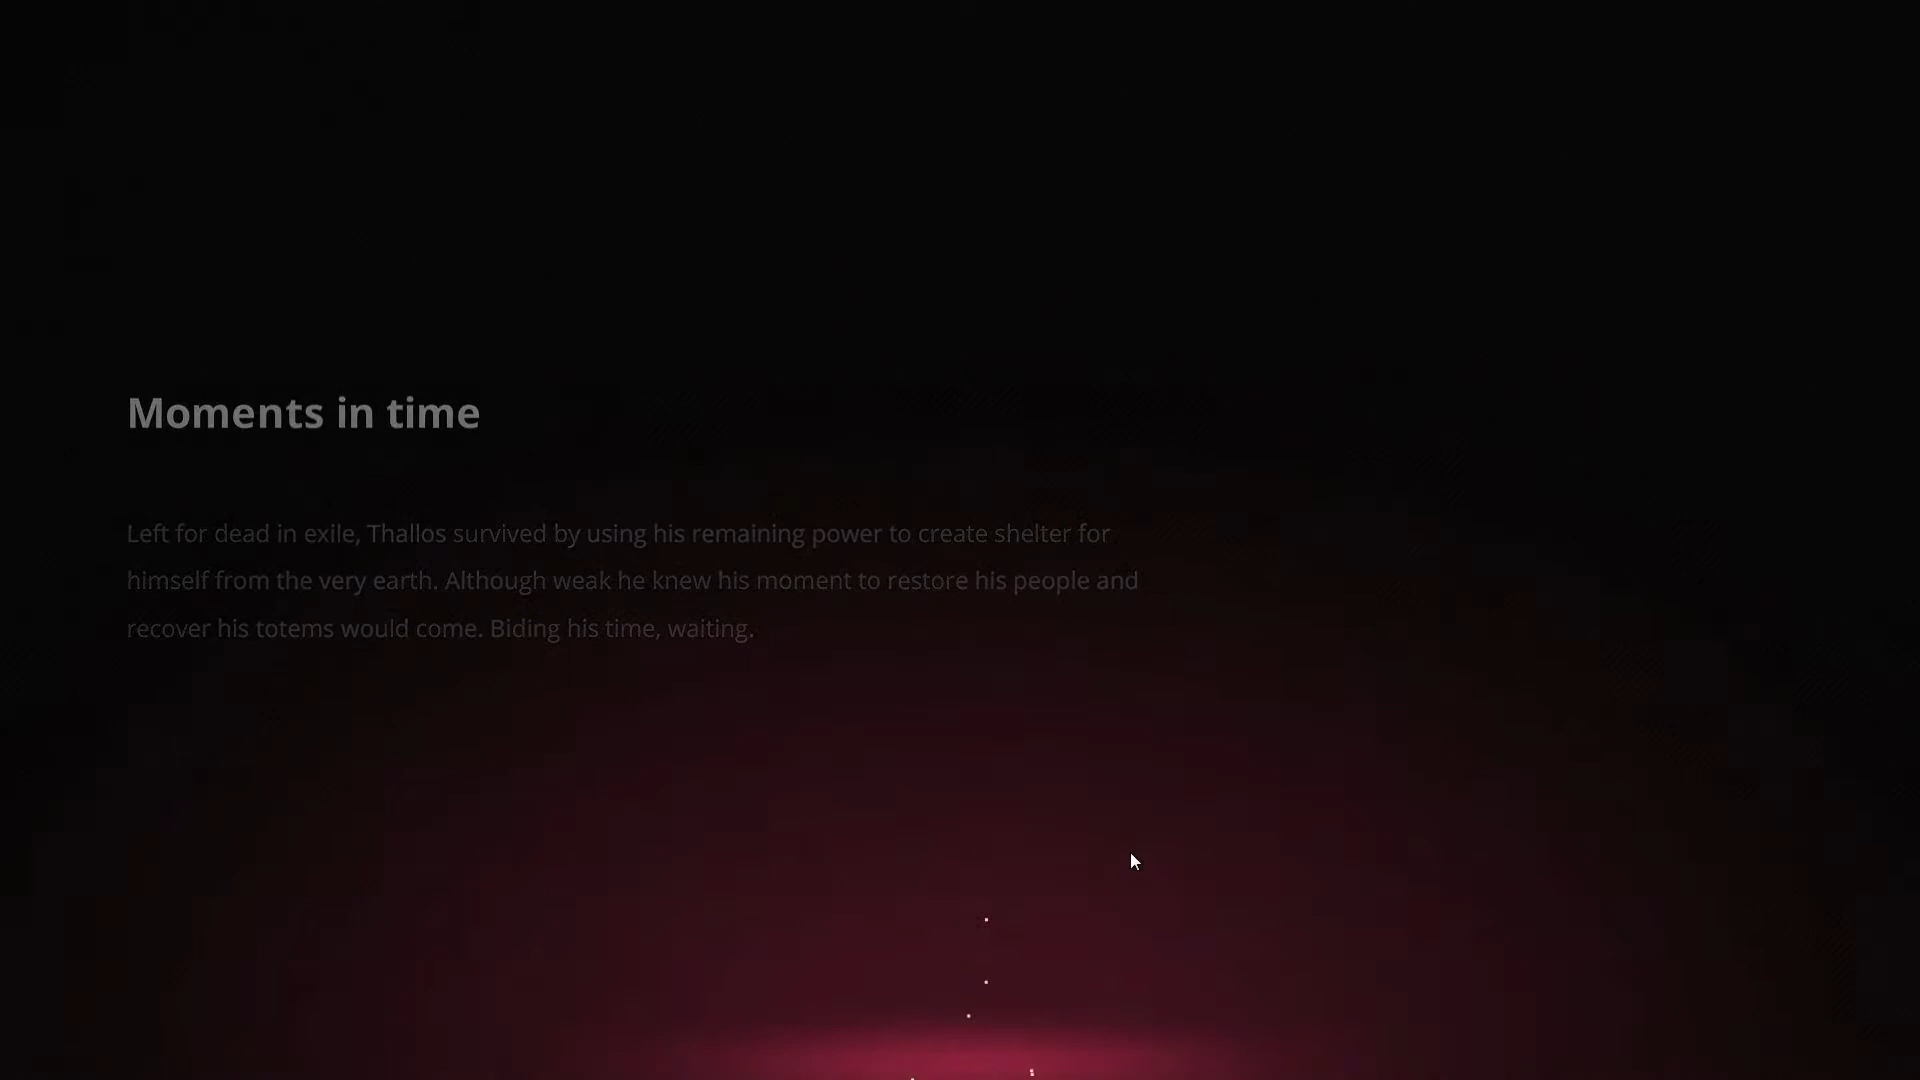 Moments in time
Left for dead in exile, Thallos survived by using his remaining power to create shelter for
himself from the very earth. Although weak he knew his moment to restore his people and
recover his totems would come. Biding his time, waiting.